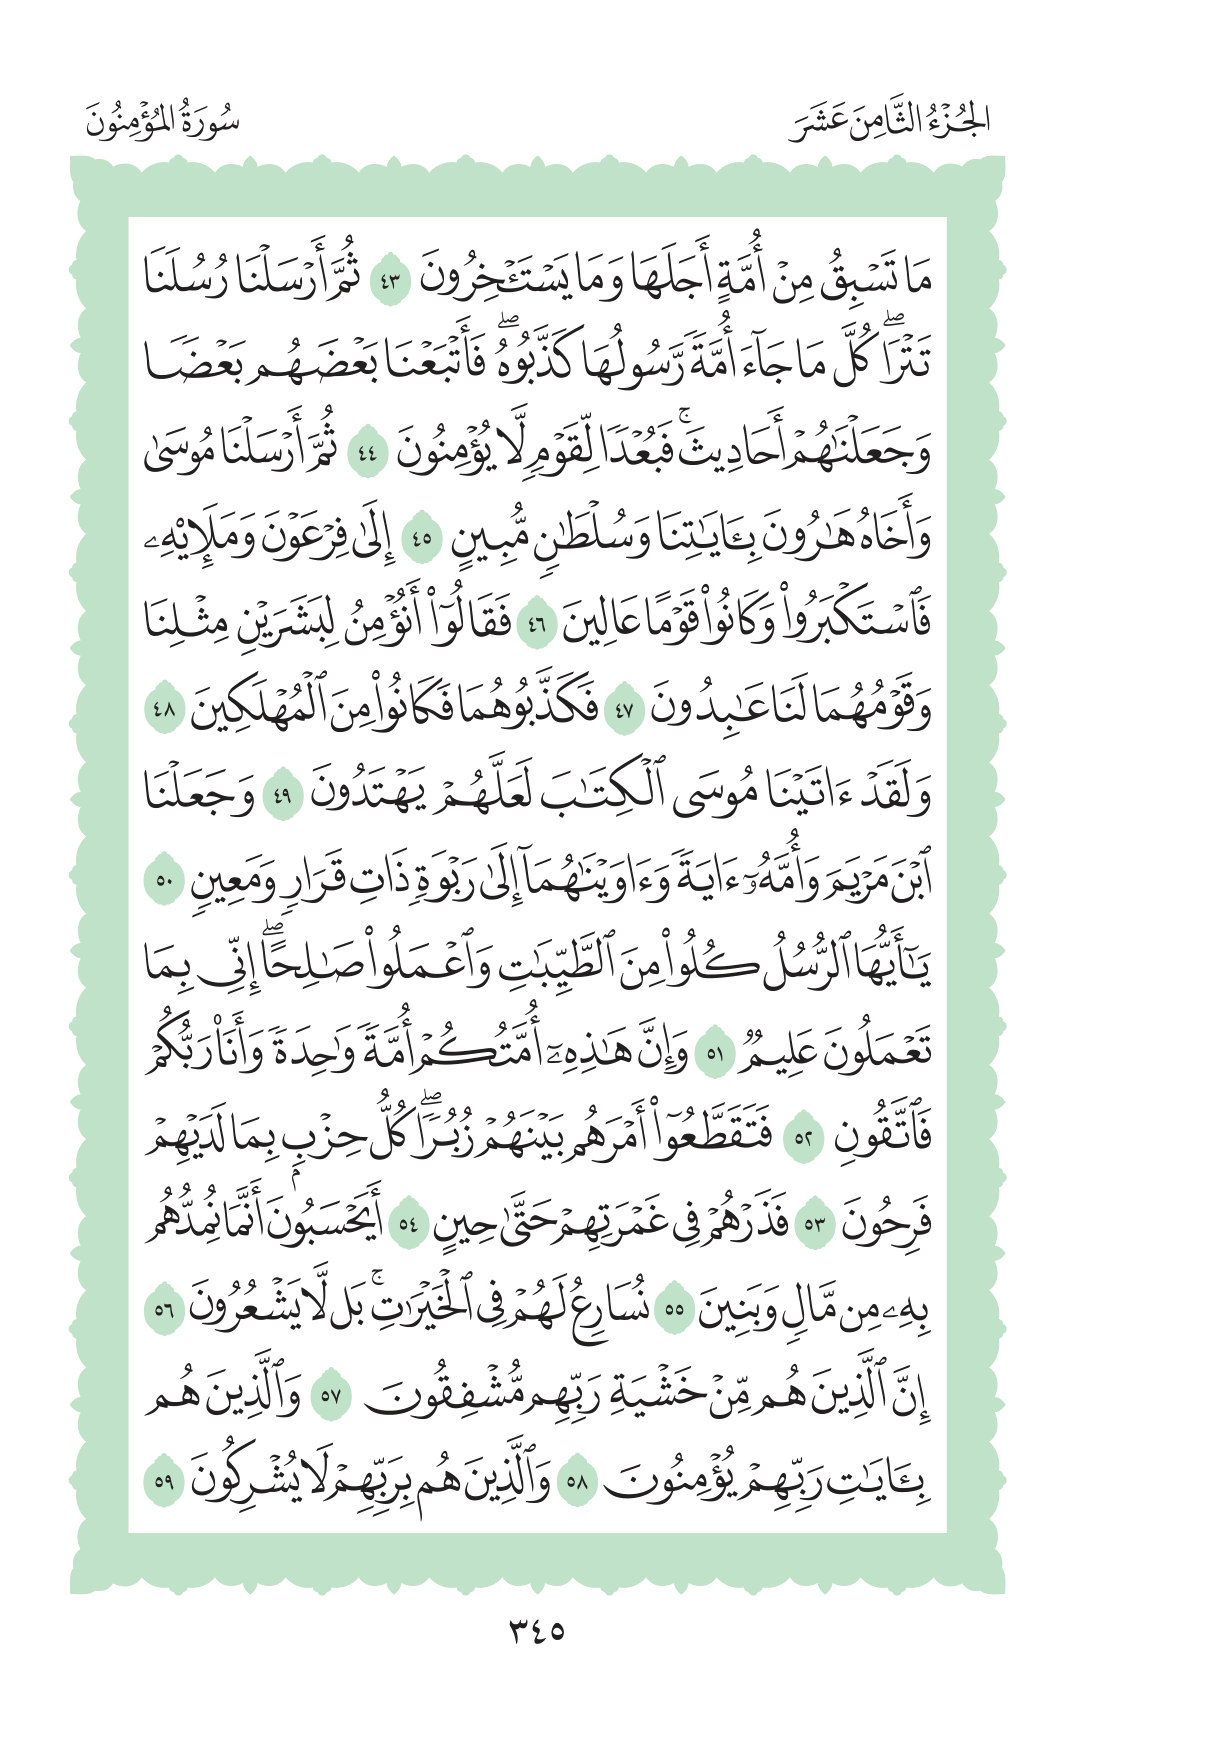 الجُزْءُ الثَّامِنَ عَشَرَ
سُورَةُ المُؤْمِنُونَ
مَا تَسۡبِقُ مِنۡ أُمَّةٍ أَجَلَهَا وَمَا يَسۡتَـٔۡخِرُونَ ٤٣ ثُمَّ أَرۡسَلۡنَا رُسُلَنَا
تَتۡرَاۖ كُلَّ مَا جَآءَ أُمَّةٗ رَّسُولُهَا كَذَّبُوهُۖ فَأَتۡبَعۡنَا بَعۡضَهُم بَعۡضٗا
وَجَعَلۡنَٰهُمۡ أَحَادِيثَۚ فَبُعۡدٗا لِّقَوۡمٖ لَّا يُؤۡمِنُونَ ٤٤ ثُمَّ أَرۡسَلۡنَا مُوسَىٰ
وَأَخَاهُ هَٰرُونَ بِـَٔايَٰتِنَا وَسُلۡطَٰنٖ مُّبِينٍ ٤٥ إِلَىٰ فِرۡعَوۡنَ وَمَلَإِيْهِۦ
فَٱسۡتَكۡبَرُواْ وَكَانُواْ قَوۡمًا عَالِينَ ٤٦ فَقَالُوٓاْ أَنُؤۡمِنُ لِبَشَرَيۡنِ مِثۡلِنَا
وَقَوۡمُهُمَا لَنَا عَٰبِدُونَ ٤٧ فَكَذَّبُوهُمَا فَكَانُواْ مِنَ ٱلۡمُهۡلَكِينَ ٤٨
وَلَقَدۡ ءَاتَيۡنَا مُوسَى ٱلۡكِتَٰبَ لَعَلَّهُمۡ يَهۡتَدُونَ ٤٩ وَجَعَلۡنَا
ٱبۡنَ مَرۡيَمَ وَأُمَّهُۥٓ ءَايَةٗ وَءَاوَيۡنَٰهُمَآ إِلَىٰ رَبۡوَةٖ ذَاتِ قَرَارٖ وَمَعِينٖ ٥٠
يَٰٓأَيُّهَا ٱلرُّسُلُ كُلُواْ مِنَ ٱلطَّيِّبَٰتِ وَٱعۡمَلُواْ صَٰلِحًاۖ إِنِّي بِمَا
تَعۡمَلُونَ عَلِيمٞ ٥١ وَإِنَّ هَٰذِهِۦٓ أُمَّتُكُمۡ أُمَّةٗ وَٰحِدَةٗ وَأَنَا۠ رَبُّكُمۡ
فَٱتَّقُونِ ٥٢ فَتَقَطَّعُوٓاْ أَمۡرَهُم بَيۡنَهُمۡ زُبُرٗاۖ كُلُّ حِزۡبِۭ بِمَا لَدَيۡهِمۡ
فَرِحُونَ ٥٣ فَذَرۡهُمۡ فِي غَمۡرَتِهِمۡ حَتَّىٰ حِينٍ ٥٤ أَيَحۡسَبُونَ أَنَّمَا نُمِدُّهُم
بِهِۦ مِن مَّالٖ وَبَنِينَ ٥٥ نُسَارِعُ لَهُمۡ فِي ٱلۡخَيۡرَٰتِۚ بَل لَّا يَشۡعُرُونَ ٥٦
إِنَّ ٱلَّذِينَ هُم مِّنۡ خَشۡيَةِ رَبِّهِم مُّشۡفِقُونَ ٥٧ وَٱلَّذِينَ هُم
بِـَٔايَٰتِ رَبِّهِمۡ يُؤۡمِنُونَ ٥٨ وَٱلَّذِينَ هُم بِرَبِّهِمۡ لَا يُشۡرِكُونَ ٥٩
٣٤٥